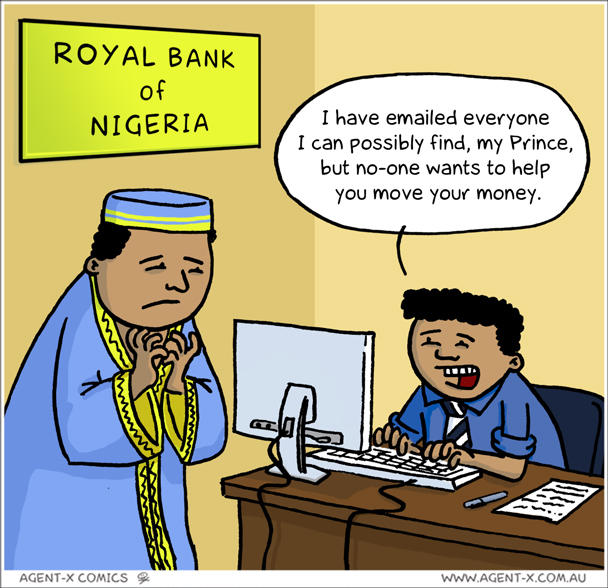 ROYAL BANK
of
NIGERIA
I have emailed everyone
I can possibly find, my Prince,
but no-one wants to help
you move your money.
AGENT-X COMICS
WWW.AGENT-X.COM.AU